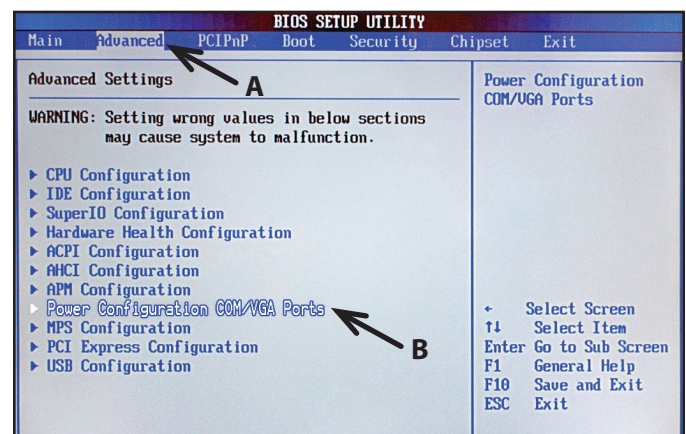 BIOS SETUP UTILITY
Main Advanced PCIPnP Boot Security Chipset Exit
A
Advanced Settings
WARNING: Setting wrong values in below sections
may cause system to malfunction.
CPU Configuration
IDE Configuration
SuperIO Configuration
Hardware Health Configuration
ACPI Configuration
AHCI Configuration
APM Configuration
Power Configuration COM/VGA Ports
B
MPS Configuration
PCI Express Configuration
USB Configuration
Power Configuration
COM/VGA Ports
← Select Screen
↑↓ Select Item
Enter Go to Sub Screen
F1 General Help
F10 Save and Exit
ESC Exit